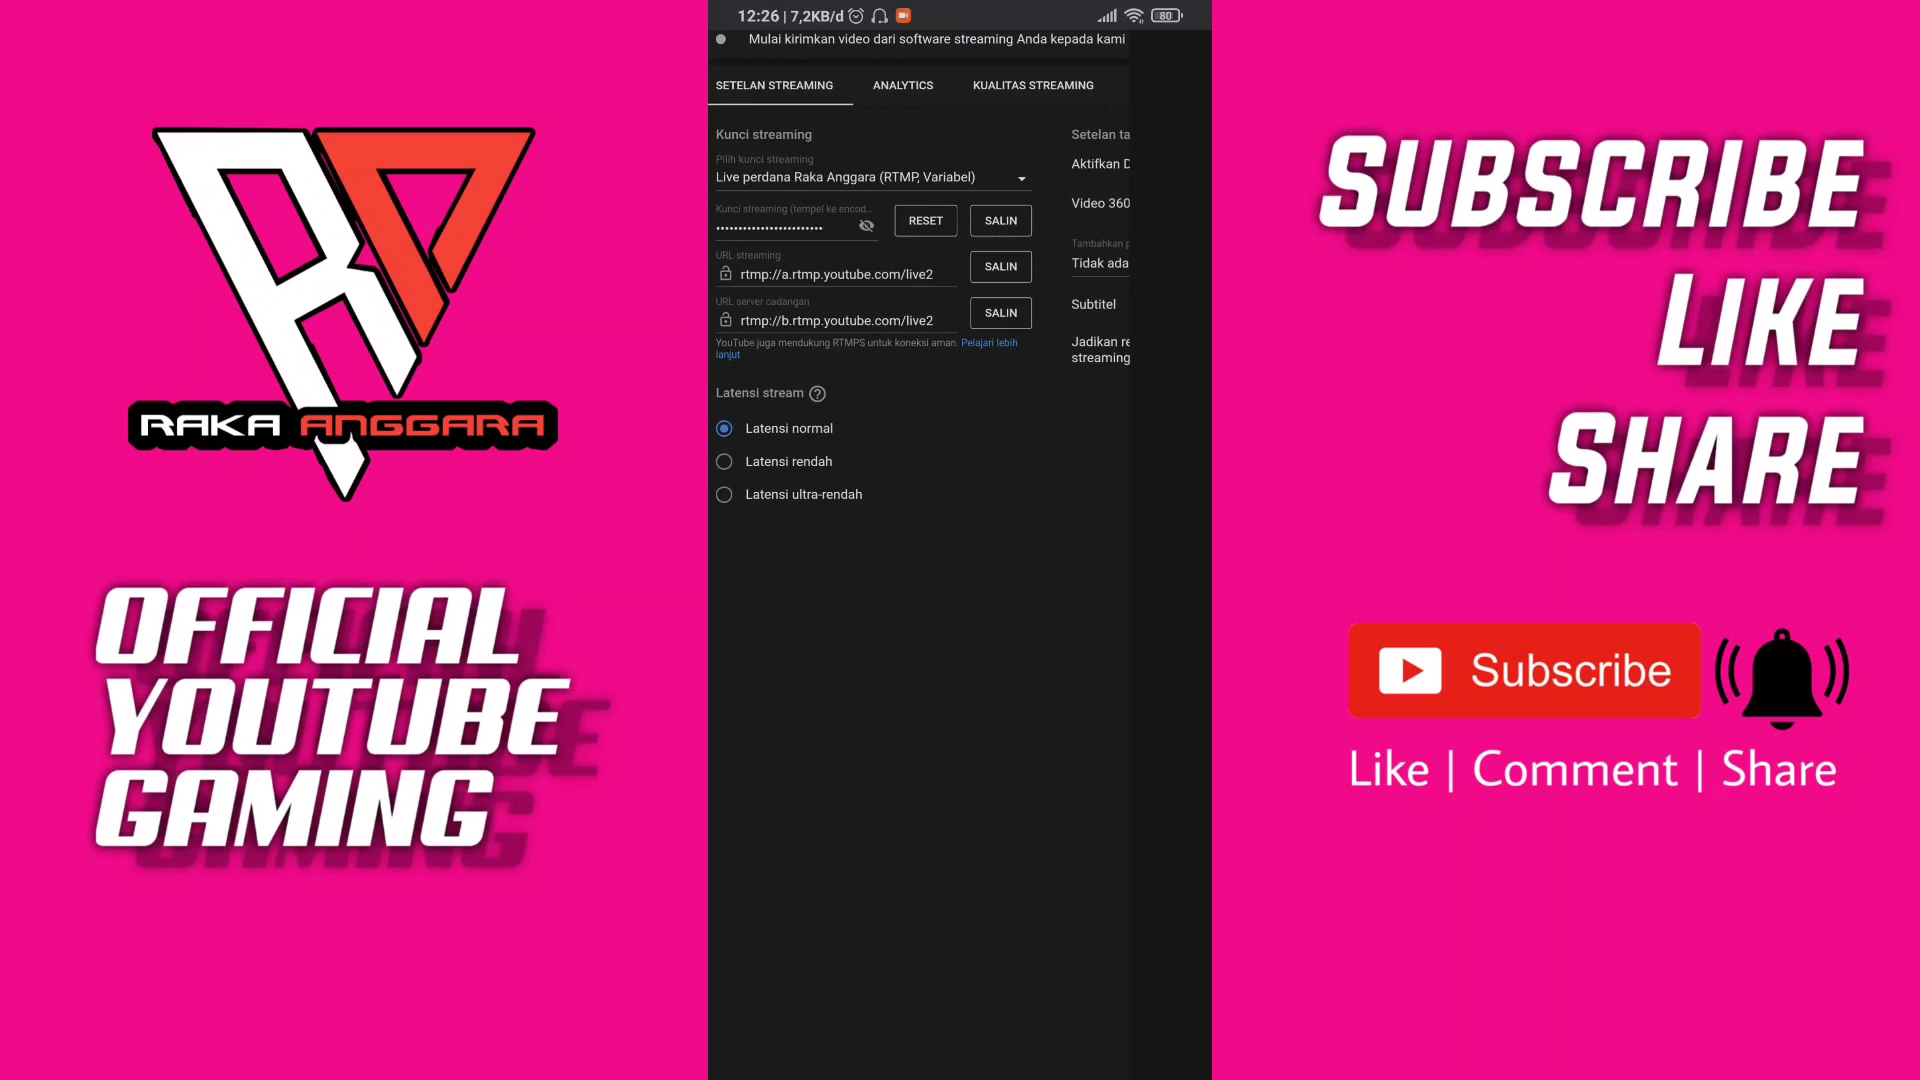 RAKA ANGGARA
OFFICIAL
YOUTUBE
GAMING
12:26 | 7,2KB/d
80
Mulai kirimkan video dari software streaming Anda kepada kami
SETELAN STREAMING
ANALYTICS
KUALITAS STREAMING
Kunci streaming
Pilih kunci streaming
Live perdana Raka Anggara (RTMP, Variabel)
Kunci streaming (tempel ke encod...
RESET
SALIN
URL streaming
rtmp://a.rtmp.youtube.com/live2
SALIN
URL server cadangan
rtmp://b.rtmp.youtube.com/live2
SALIN
YouTube juga mendukung RTMPS untuk koneksi aman. Pelajari lebih
lanjut
Latensi stream
Latensi normal
Latensi rendah
Latensi ultra-rendah
Setelan ta
Aktifkan D
Video 360
Tambahkan p
Tidak ada
Subtitel
Jadikan re
streaming
SUBSCRIBE
LIKE
SHARE
Subscribe
Like | Comment | Share